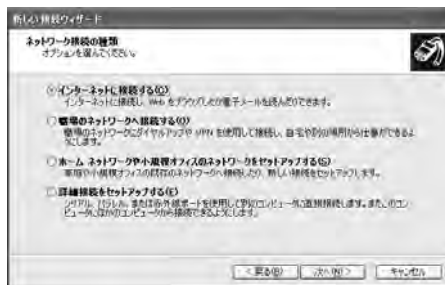 新しい接続ウィザード
ネットワーク接続の種類
オプションを選んでください。
インターネットに接続する(C)
インターネットに接続し、Web をブラウズしたり電子メールを読んだりできます。
職場のネットワークへ接続する(O)
職場のネットワークにダイヤルアップや VPN を使用して接続し、自宅や別の場所から仕事ができるよ
うにします。
ホーム ネットワークや小規模オフィスのネットワークをセットアップする(S)
家庭や小規模オフィスの既存のネットワークへ接続したり、新しい接続をセットアップします。
詳細接続をセットアップする(E)
シリアル、パラレル、または赤外線ポートを使用して別のコンピュータに直接接続します。またこのコン
ピュータにほかのコンピュータから接続できるようにします。
< 戻る(B)
次へ(N) >
キャンセル